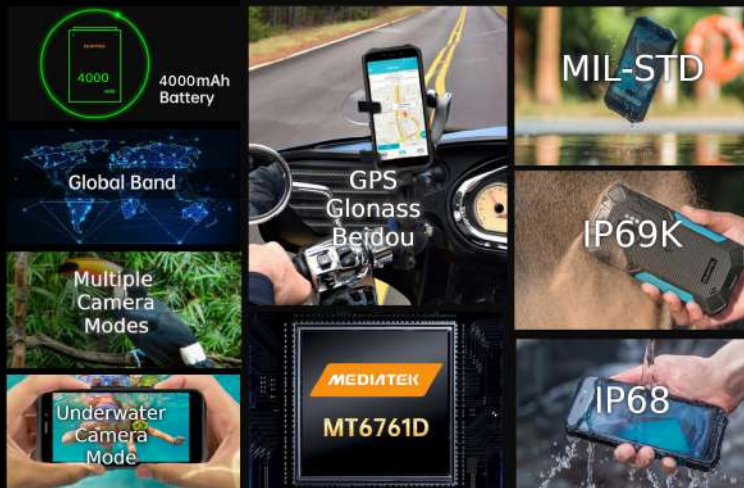 4000
mAh
4000mAh
Battery
Global Band
Multiple
Camera
Modes
Underwater
Camera
Mode
GPS
Glonass
Beidou
MEDIATEK
MT6761D
MIL-STD
IP69K
IP68